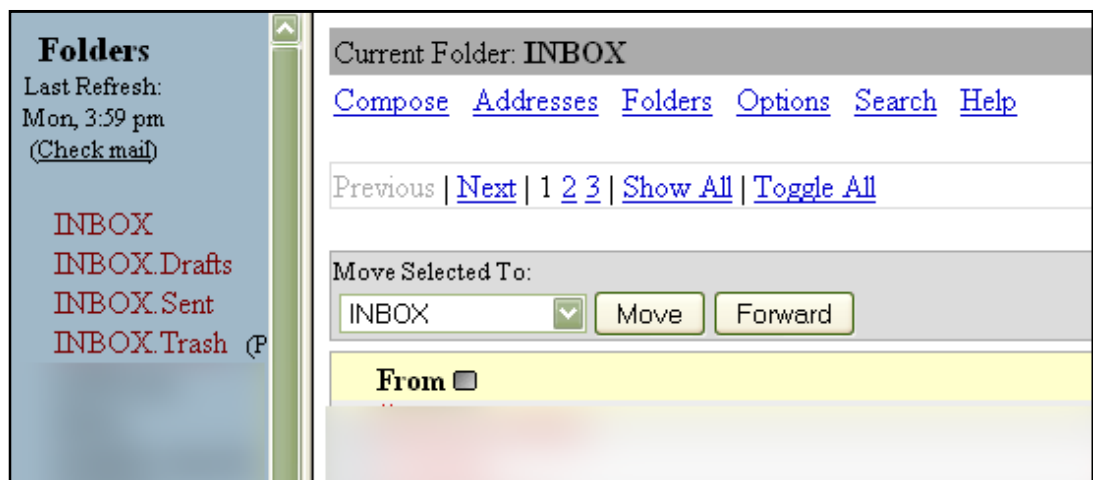 Folders
Last Refresh:
Mon, 3:59 pm
(Check mail)
INBOX
INBOX.Drafts
INBOX.Sent
INBOX.Trash (P
Current Folder: INBOX
Compose Addresses Folders Options Search Help
Previous | Next | 1 2 3 | Show All | Toggle All
Move Selected To:
INBOX Move Forward
From